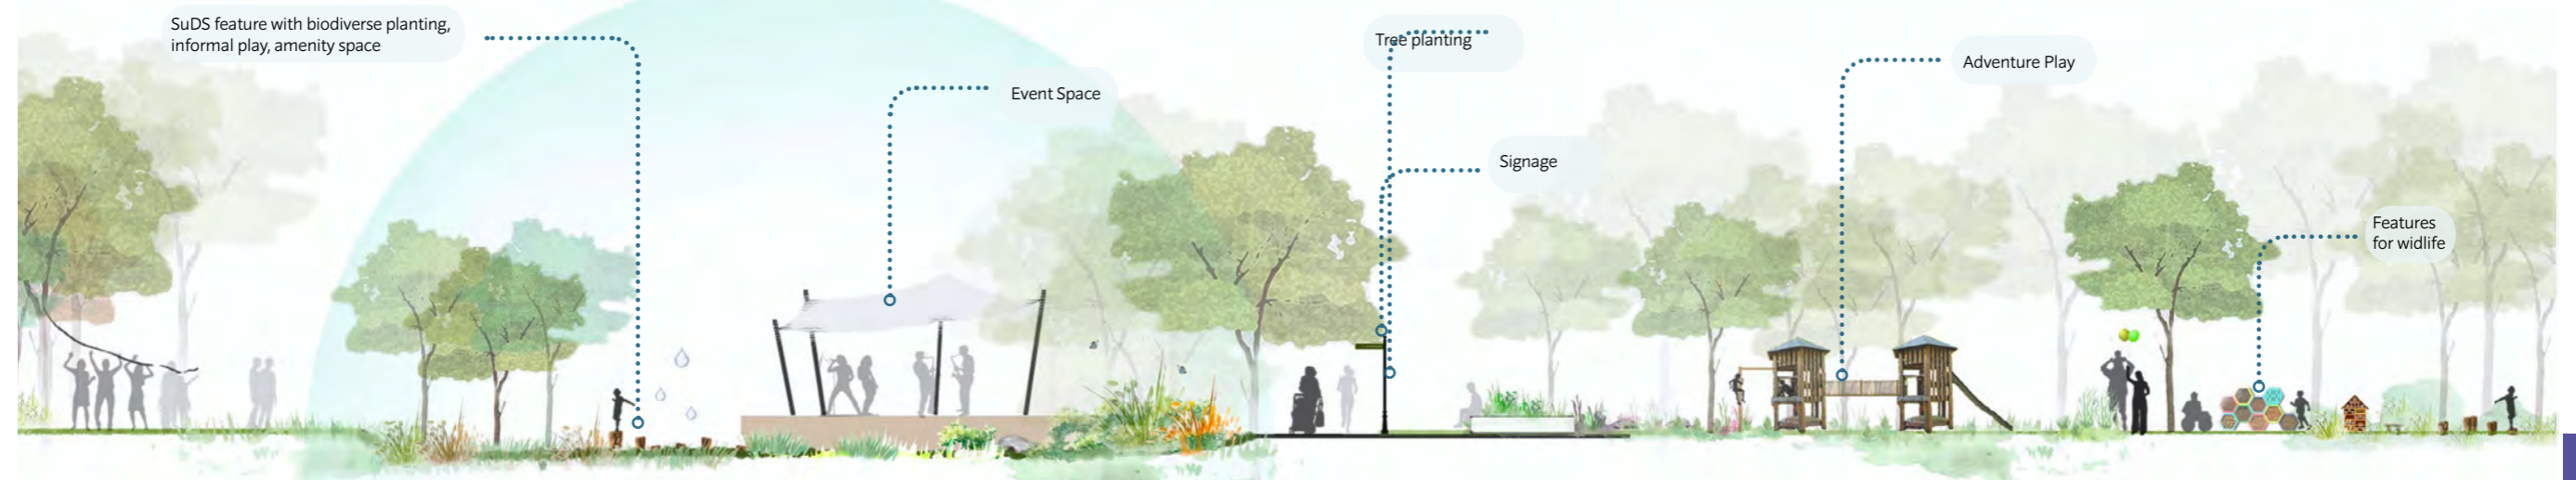 SuDS feature with biodiverse planting,
informal play, amenity space
Event Space
Tree planting
Signage
Adventure Play
Features
for widlife